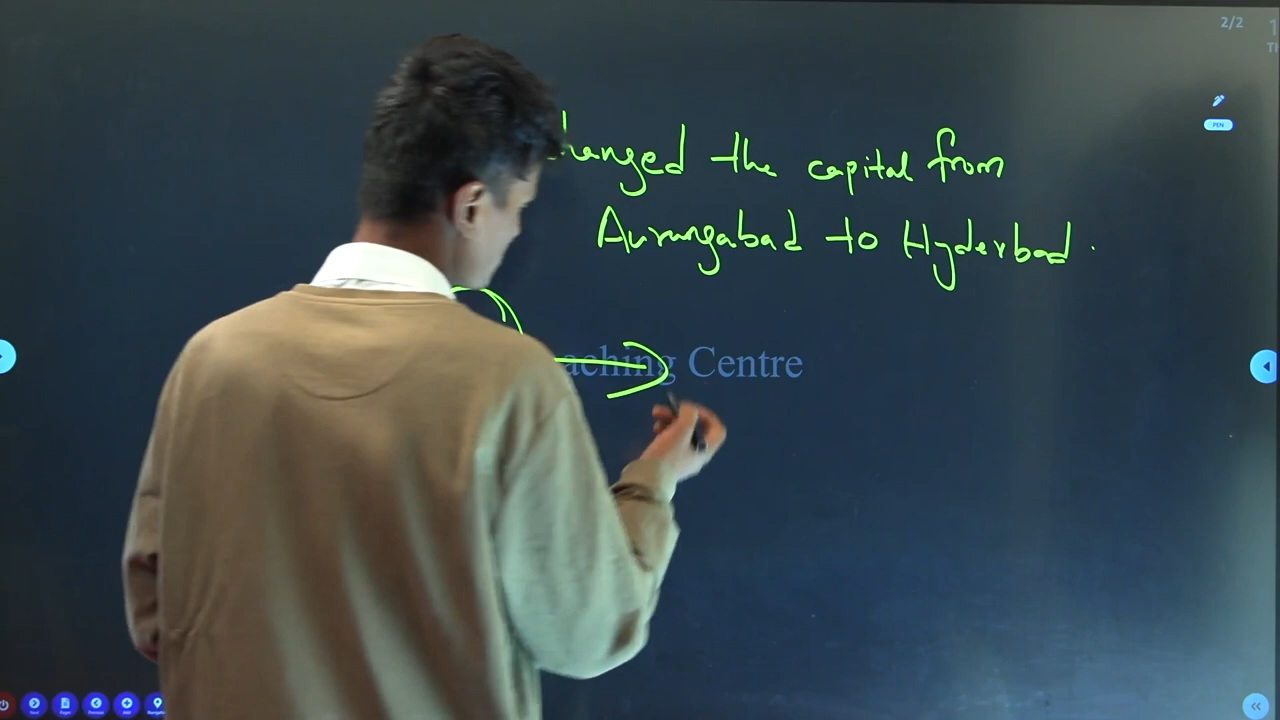 2/2
PEN
hanged the capital from
Aurangabad to Hyderbad.
aching Centre